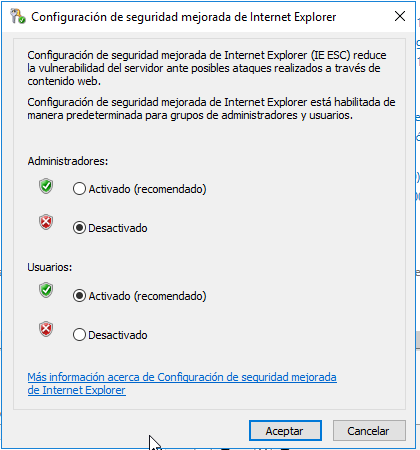 Configuración de seguridad mejorada de Internet Explorer
Configuración de seguridad mejorada de Internet Explorer (IE ESC) reduce
la vulnerabilidad del servidor ante posibles ataques realizados a través de
contenido web.
Configuración de seguridad mejorada de Internet Explorer está habilitada de
manera predeterminada para grupos de administradores y usuarios.
Administradores:
Activado (recomendado)
Desactivado
Usuarios:
Activado (recomendado)
Desactivado
Más información acerca de Configuración de seguridad mejorada
de Internet Explorer
Aceptar
Cancelar